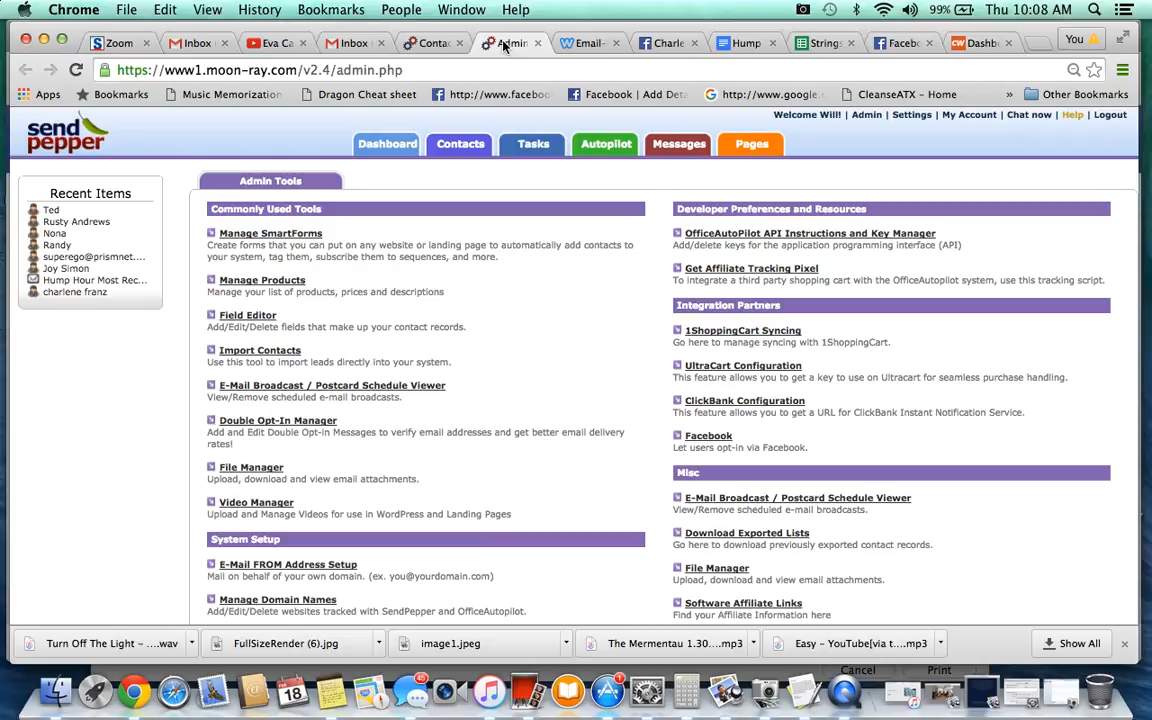 Chrome File Edit View History Bookmarks People Window Help 99% Thu 10:08 AM
Zoom Inbox Eva Ca Inbox Contac Admin Email- Charle Hump Strings Facebo Dashb You
https://www1.moon-ray.com/v2.4/admin.php
Apps Bookmarks Music Memorization Dragon Cheat sheet http://www.faceboo Facebook | Add Deta http://www.google. CleanseATX - Home » Other Bookmarks
Welcome Will! | Admin | Settings | My Account | Chat now | Help | Logout
send
pepper
Dashboard Contacts Tasks Autopilot Messages Pages
Recent Items
Ted
Rusty Andrews
Nona
Randy
superego@prismnet....
Joy Simon
Hump Hour Most Rec...
charlene franz
Admin Tools
Commonly Used Tools
Manage SmartForms
Create forms that you can put on any website or landing page to automatically add contacts to
your system, tag them, subscribe them to sequences, and more.
Manage Products
Manage your list of products, prices and descriptions
Field Editor
Add/Edit/Delete fields that make up your contact records.
Import Contacts
Use this tool to import leads directly into your system.
E-Mail Broadcast / Postcard Schedule Viewer
View/Remove scheduled e-mail broadcasts.
Double Opt-In Manager
Add and Edit Double Opt-in Messages to verify email addresses and get better email delivery
rates!
File Manager
Upload, download and view email attachments.
Video Manager
Upload and Manage Videos for use in WordPress and Landing Pages
System Setup
E-Mail FROM Address Setup
Mail on behalf of your own domain. (ex. you@yourdomain.com)
Manage Domain Names
Add/Edit/Delete websites tracked with SendPepper and OfficeAutopilot.
Developer Preferences and Resources
OfficeAutoPilot API Instructions and Key Manager
Add/delete keys for the application programming interface (API)
Get Affiliate Tracking Pixel
To integrate a third party shopping cart with the OfficeAutopilot system, use this tracking script.
Integration Partners
1ShoppingCart Syncing
Go here to manage syncing with 1ShoppingCart.
UltraCart Configuration
This feature allows you to get a key to use on Ultracart for seamless purchase handling.
ClickBank Configuration
This feature allows you to get a URL for ClickBank Instant Notification Service.
Facebook
Let users opt-in via Facebook.
Misc
E-Mail Broadcast / Postcard Schedule Viewer
View/Remove scheduled e-mail broadcasts.
Download Exported Lists
Go here to download previously exported contact records.
File Manager
Upload, download and view email attachments.
Software Affiliate Links
Find your Affiliate Information here
Turn Off The Light – ....wav FullSizeRender (6).jpg image1.jpeg The Mermentau 1.30....mp3 Easy – YouTube[via t....mp3 Show All
Cancel Print
FEB 18 45 1